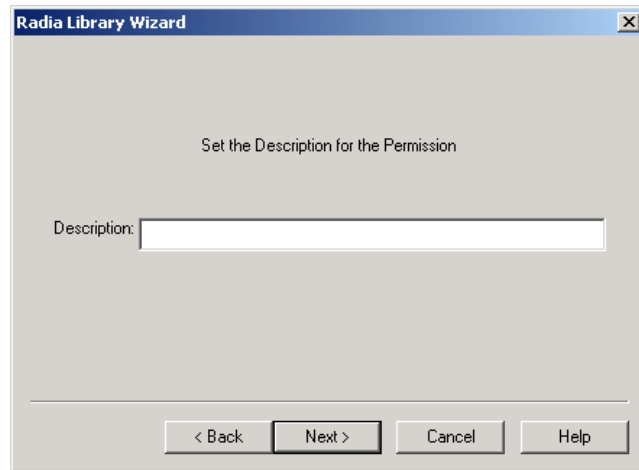 Radia Library Wizard
Set the Description for the Permission
Description:
< Back Next > Cancel Help